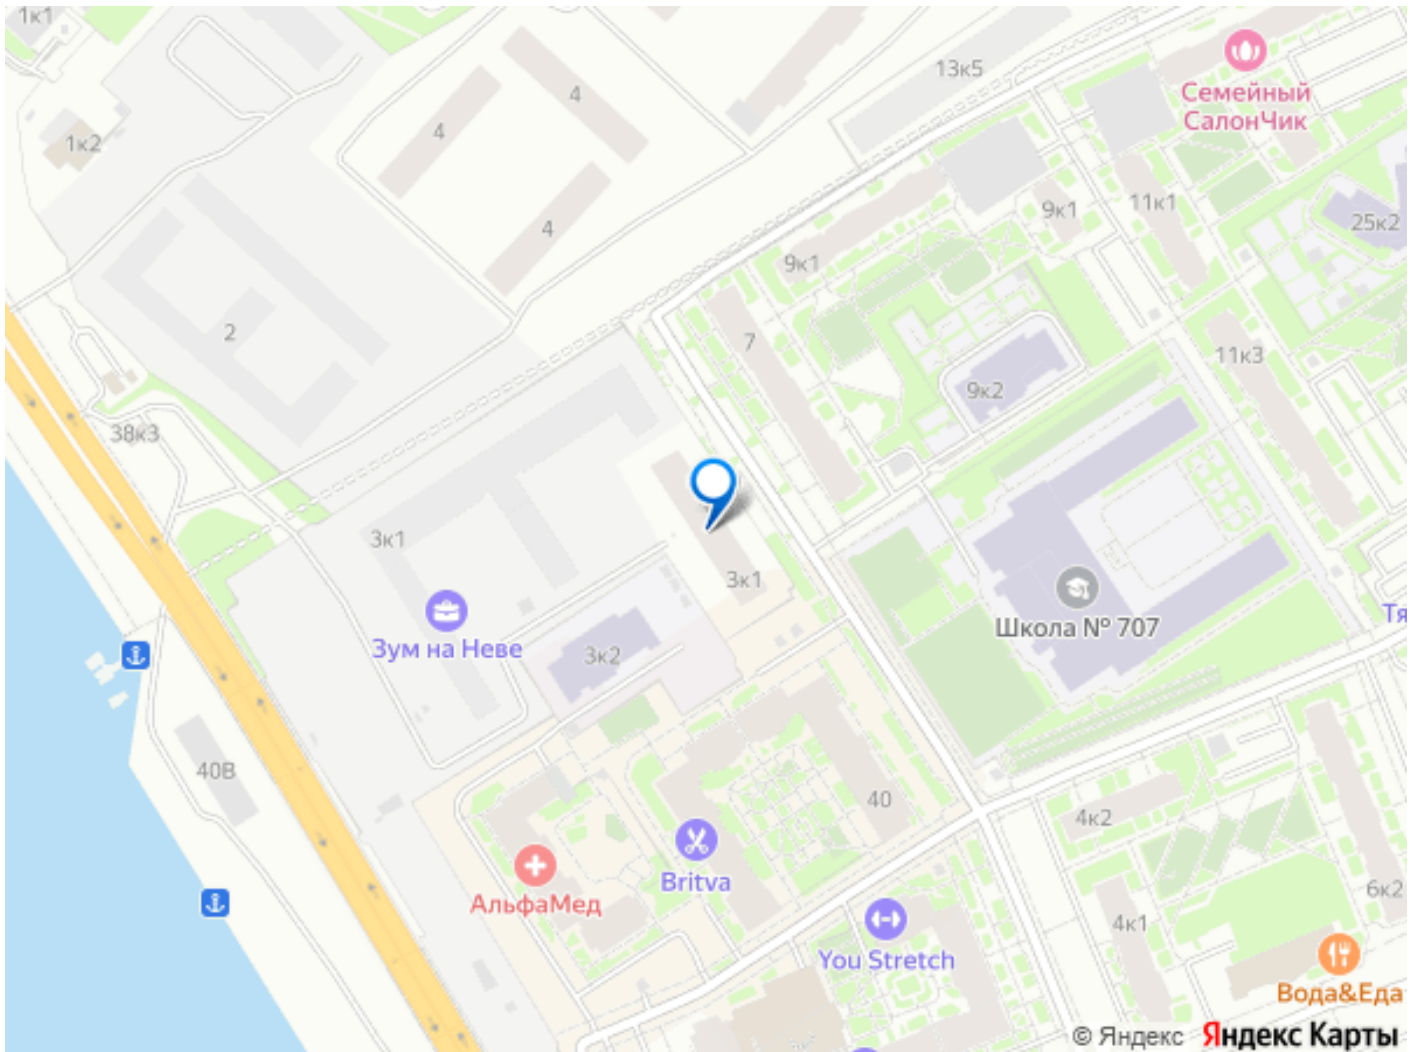 1к1
13к5
Семейный
СалонЧик
4
4
1к2
4
9к1
11к1
25к2
9к1
2
7
11к3
9к2
38к3
3к1
3к1
Зум на Неве
3к2
Школа № 707
Тя
40В
40
4к2
Britva
АльфаМед
6к2
4к1
You Stretch
Вода&Еда
© Яндекс Яндекс Карты